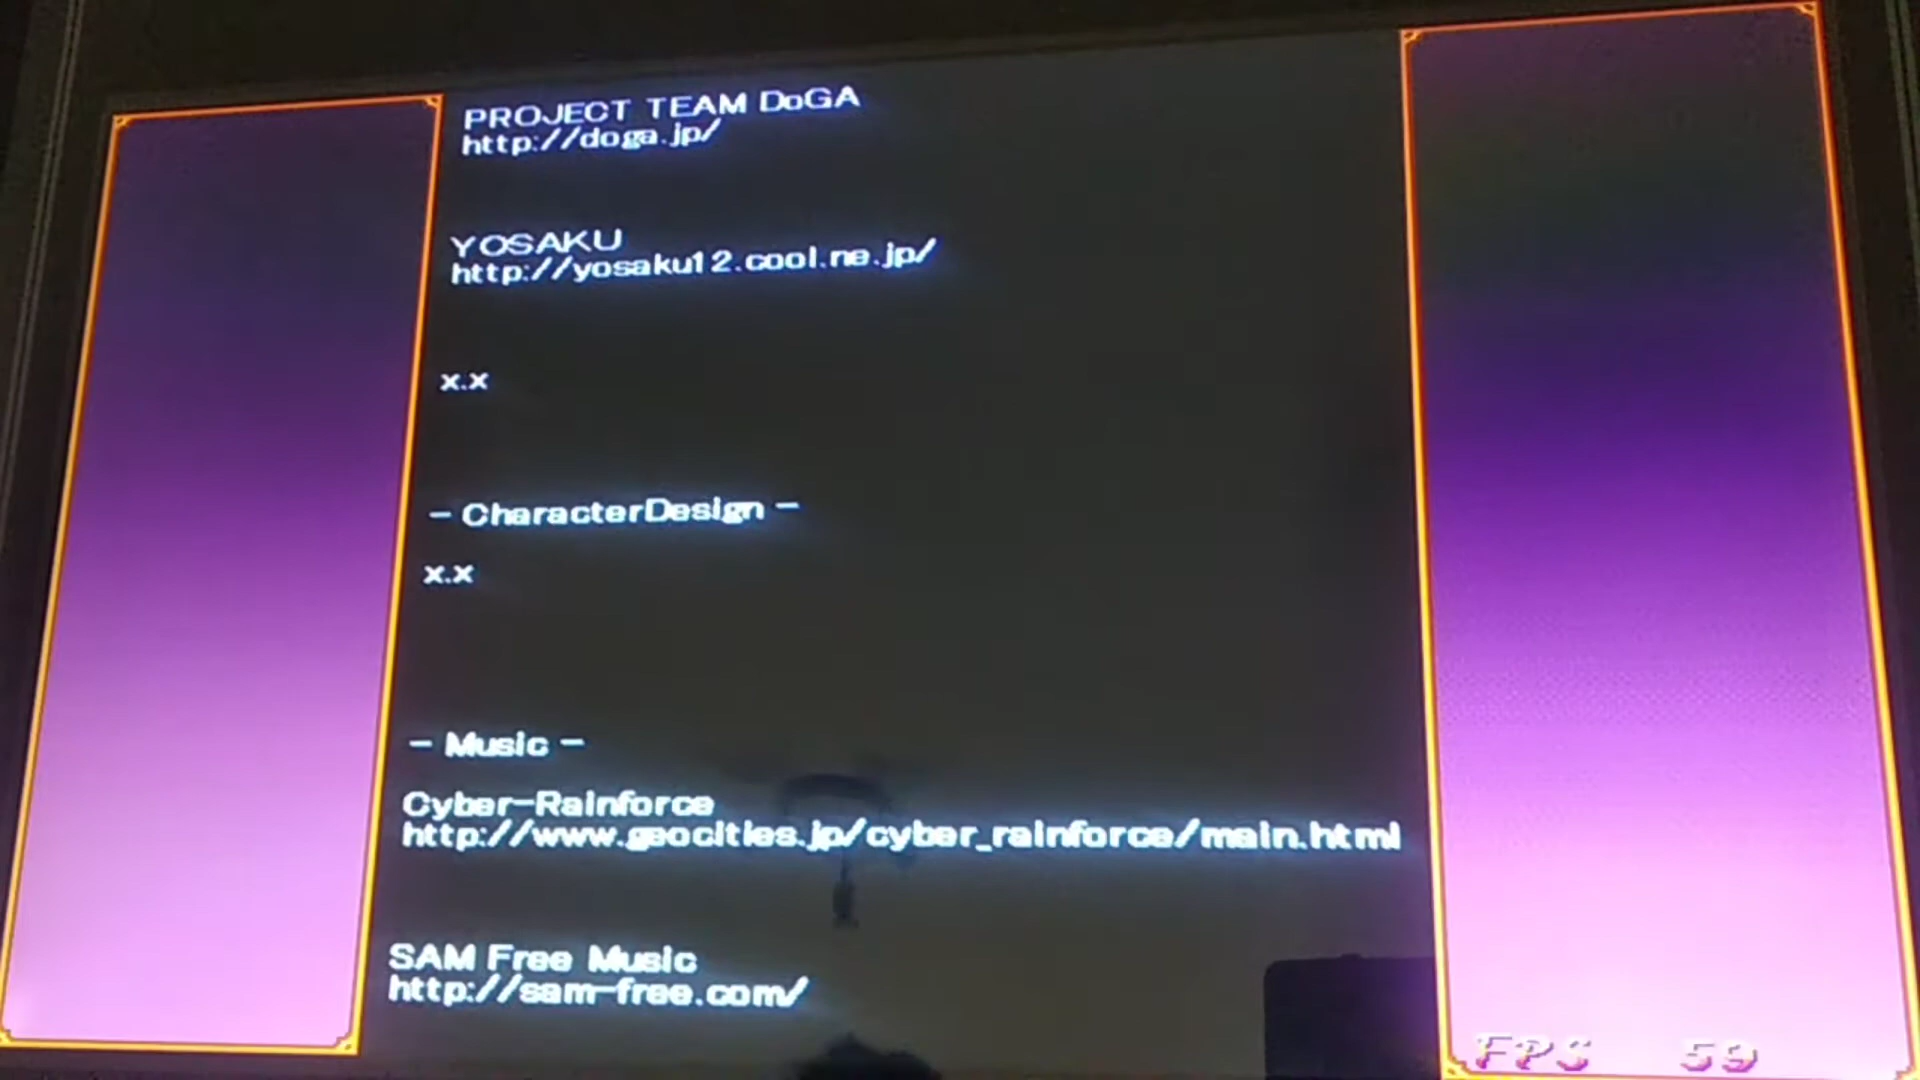 PROJECT TEAM DoGA
http://doga.jp/
YOSAKU
http://yosaku12.cool.ne.jp/
x.x
- CharacterDesign -
x.x
- Music -
Cyber-Rainforce
http://www.geocities.jp/cyber_rainforce/main.html
SAM Free Music
http://sam-free.com/
FPS 59